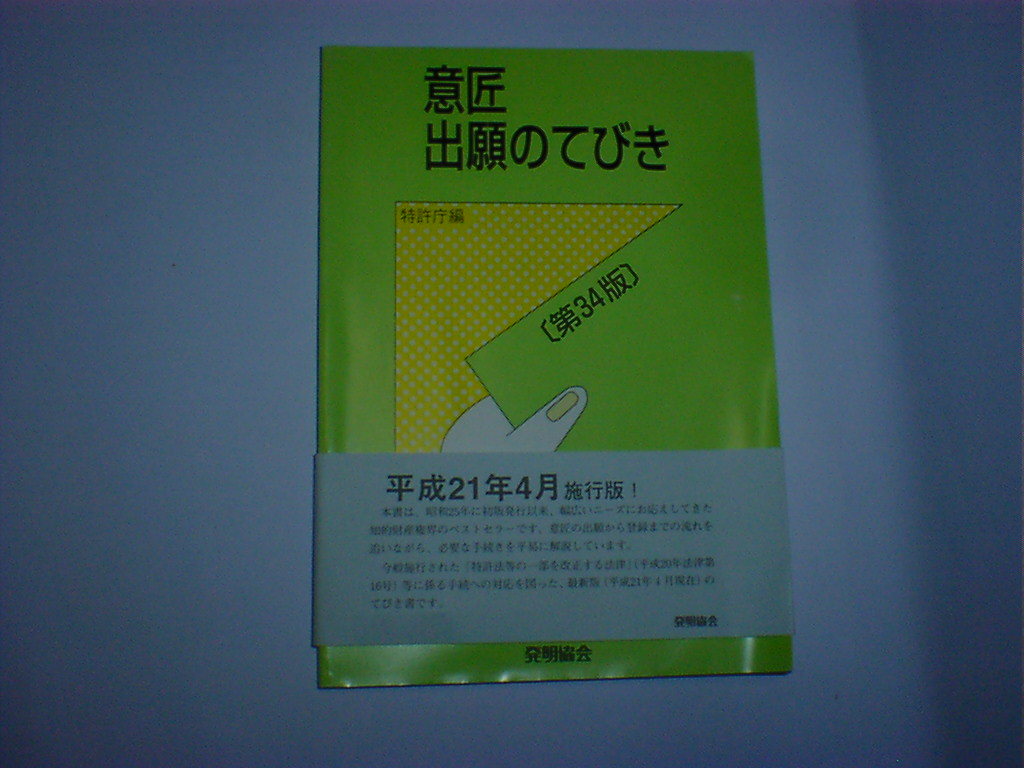 意匠
出願のてびき
特許庁編
〔第34版〕
平成21年4月施行版！
本書は、昭和25年に初版発行以来、幅広いニーズにお応えしてきた
知的財産権界のベストセラーです。意匠の出願から登録までの流れを
追いながら、必要な手続きを平易に解説しています。
今般施行された「特許法等の一部を改正する法律」（平成20年法律第
16号）等に係る手続への対応を図った、最新版（平成21年4月現在）の
てびき書です。
発明協会
発明協会